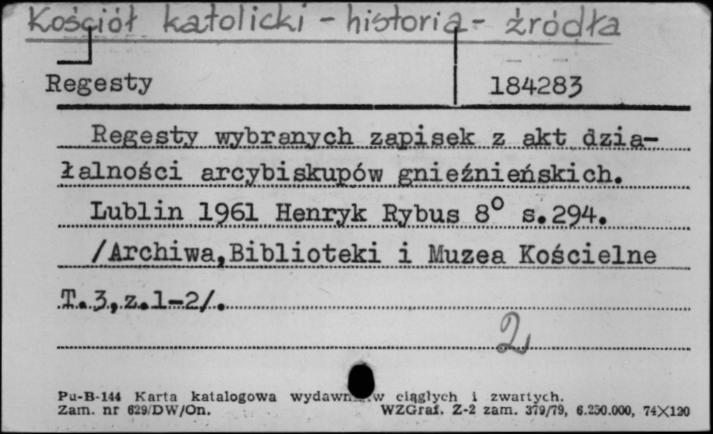 Kościół katolicki - historia - źródła
Regesty 184283
Regesty wybranych zapisek z akt dzia-
łalności arcybiskupów gnieźnieńskich.
Lublin 1961 Henryk Rybus 8° s.294.
/Archiwa,Biblioteki i Muzea Kościelne
T.3,z.1-2/.
2
Pu-B-144 Karta katalogowa ciągłych i zwartych.
Zam. nr 629/DW/On. WZGraf. Z-2 zam. 379/79, 6.250.000, 74×120